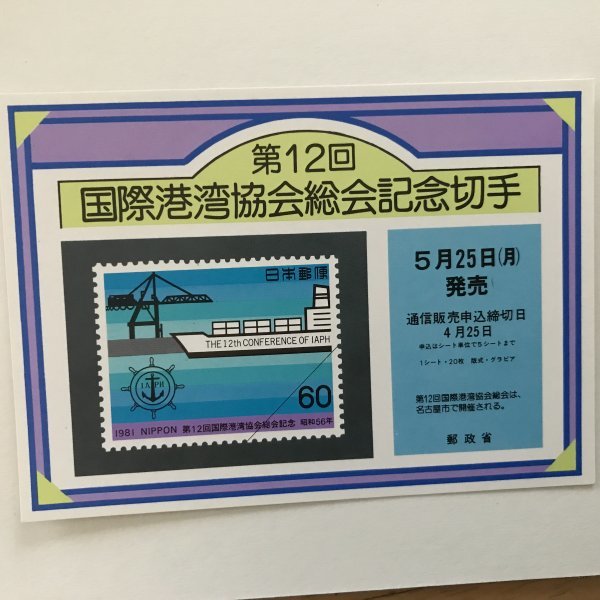 第12回
国際港湾協会総会記念切手
日本郵便
THE 12th CONFERENCE OF IAPH
IAPH
60
1981 NIPPON 第12回国際港湾協会総会記念 昭和56年
5月25日(月)
発売
通信販売申込締切日
4月25日
申込はシート単位で5シートまで
1シート・20枚 版式・グラビア
第12回国際港湾協会総会は、
名古屋市で開催される。
郵政省